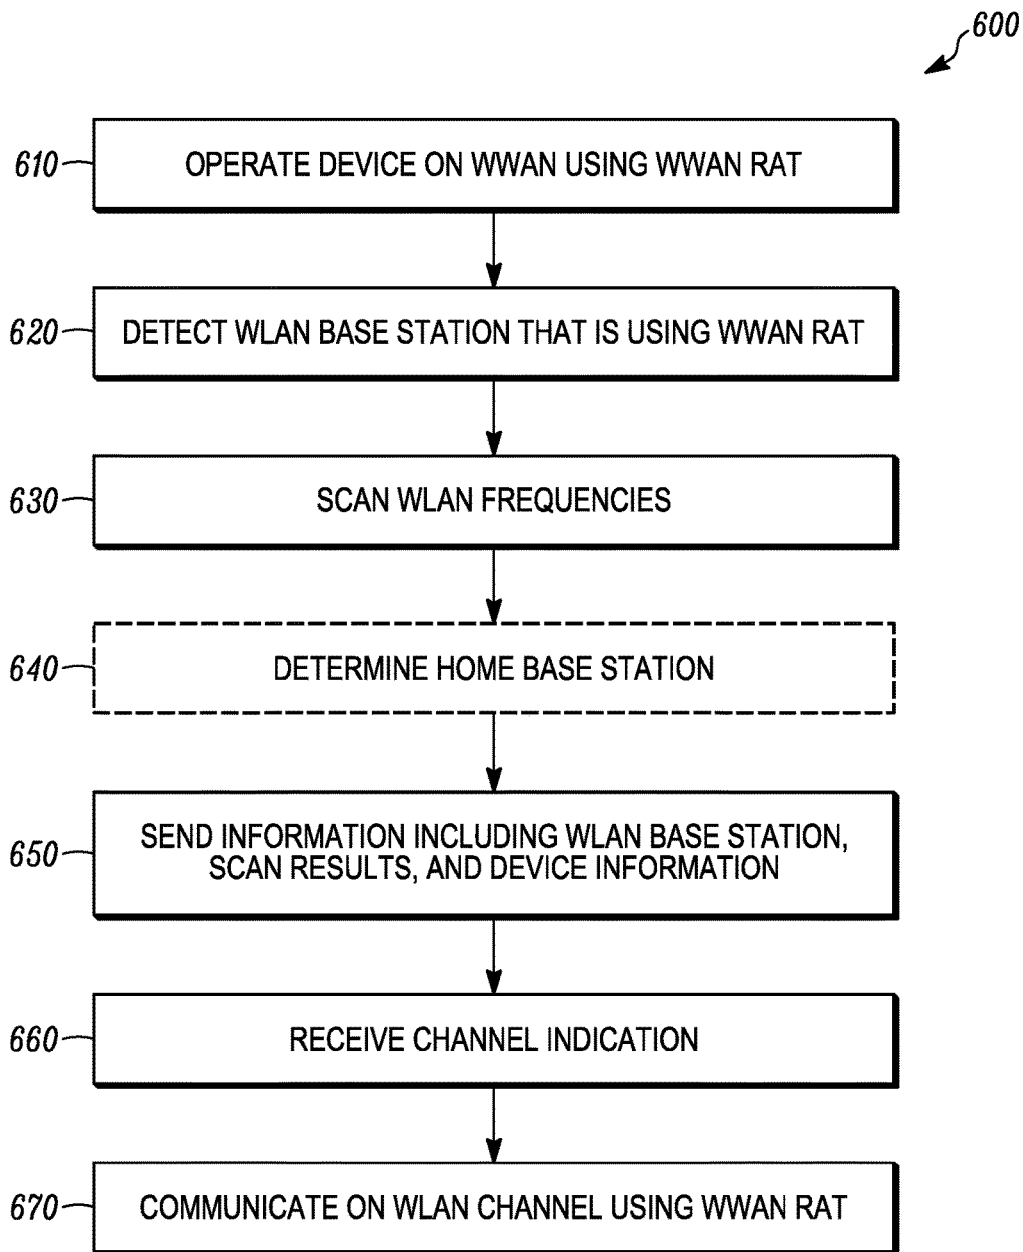 600
610
OPERATE DEVICE ON WWAN USING WWAN RAT
620
DETECT WLAN BASE STATION THAT IS USING WWAN RAT
630
SCAN WLAN FREQUENCIES
640
DETERMINE HOME BASE STATION
650
SEND INFORMATION INCLUDING WLAN BASE STATION,
SCAN RESULTS, AND DEVICE INFORMATION
660
RECEIVE CHANNEL INDICATION
670
COMMUNICATE ON WLAN CHANNEL USING WWAN RAT